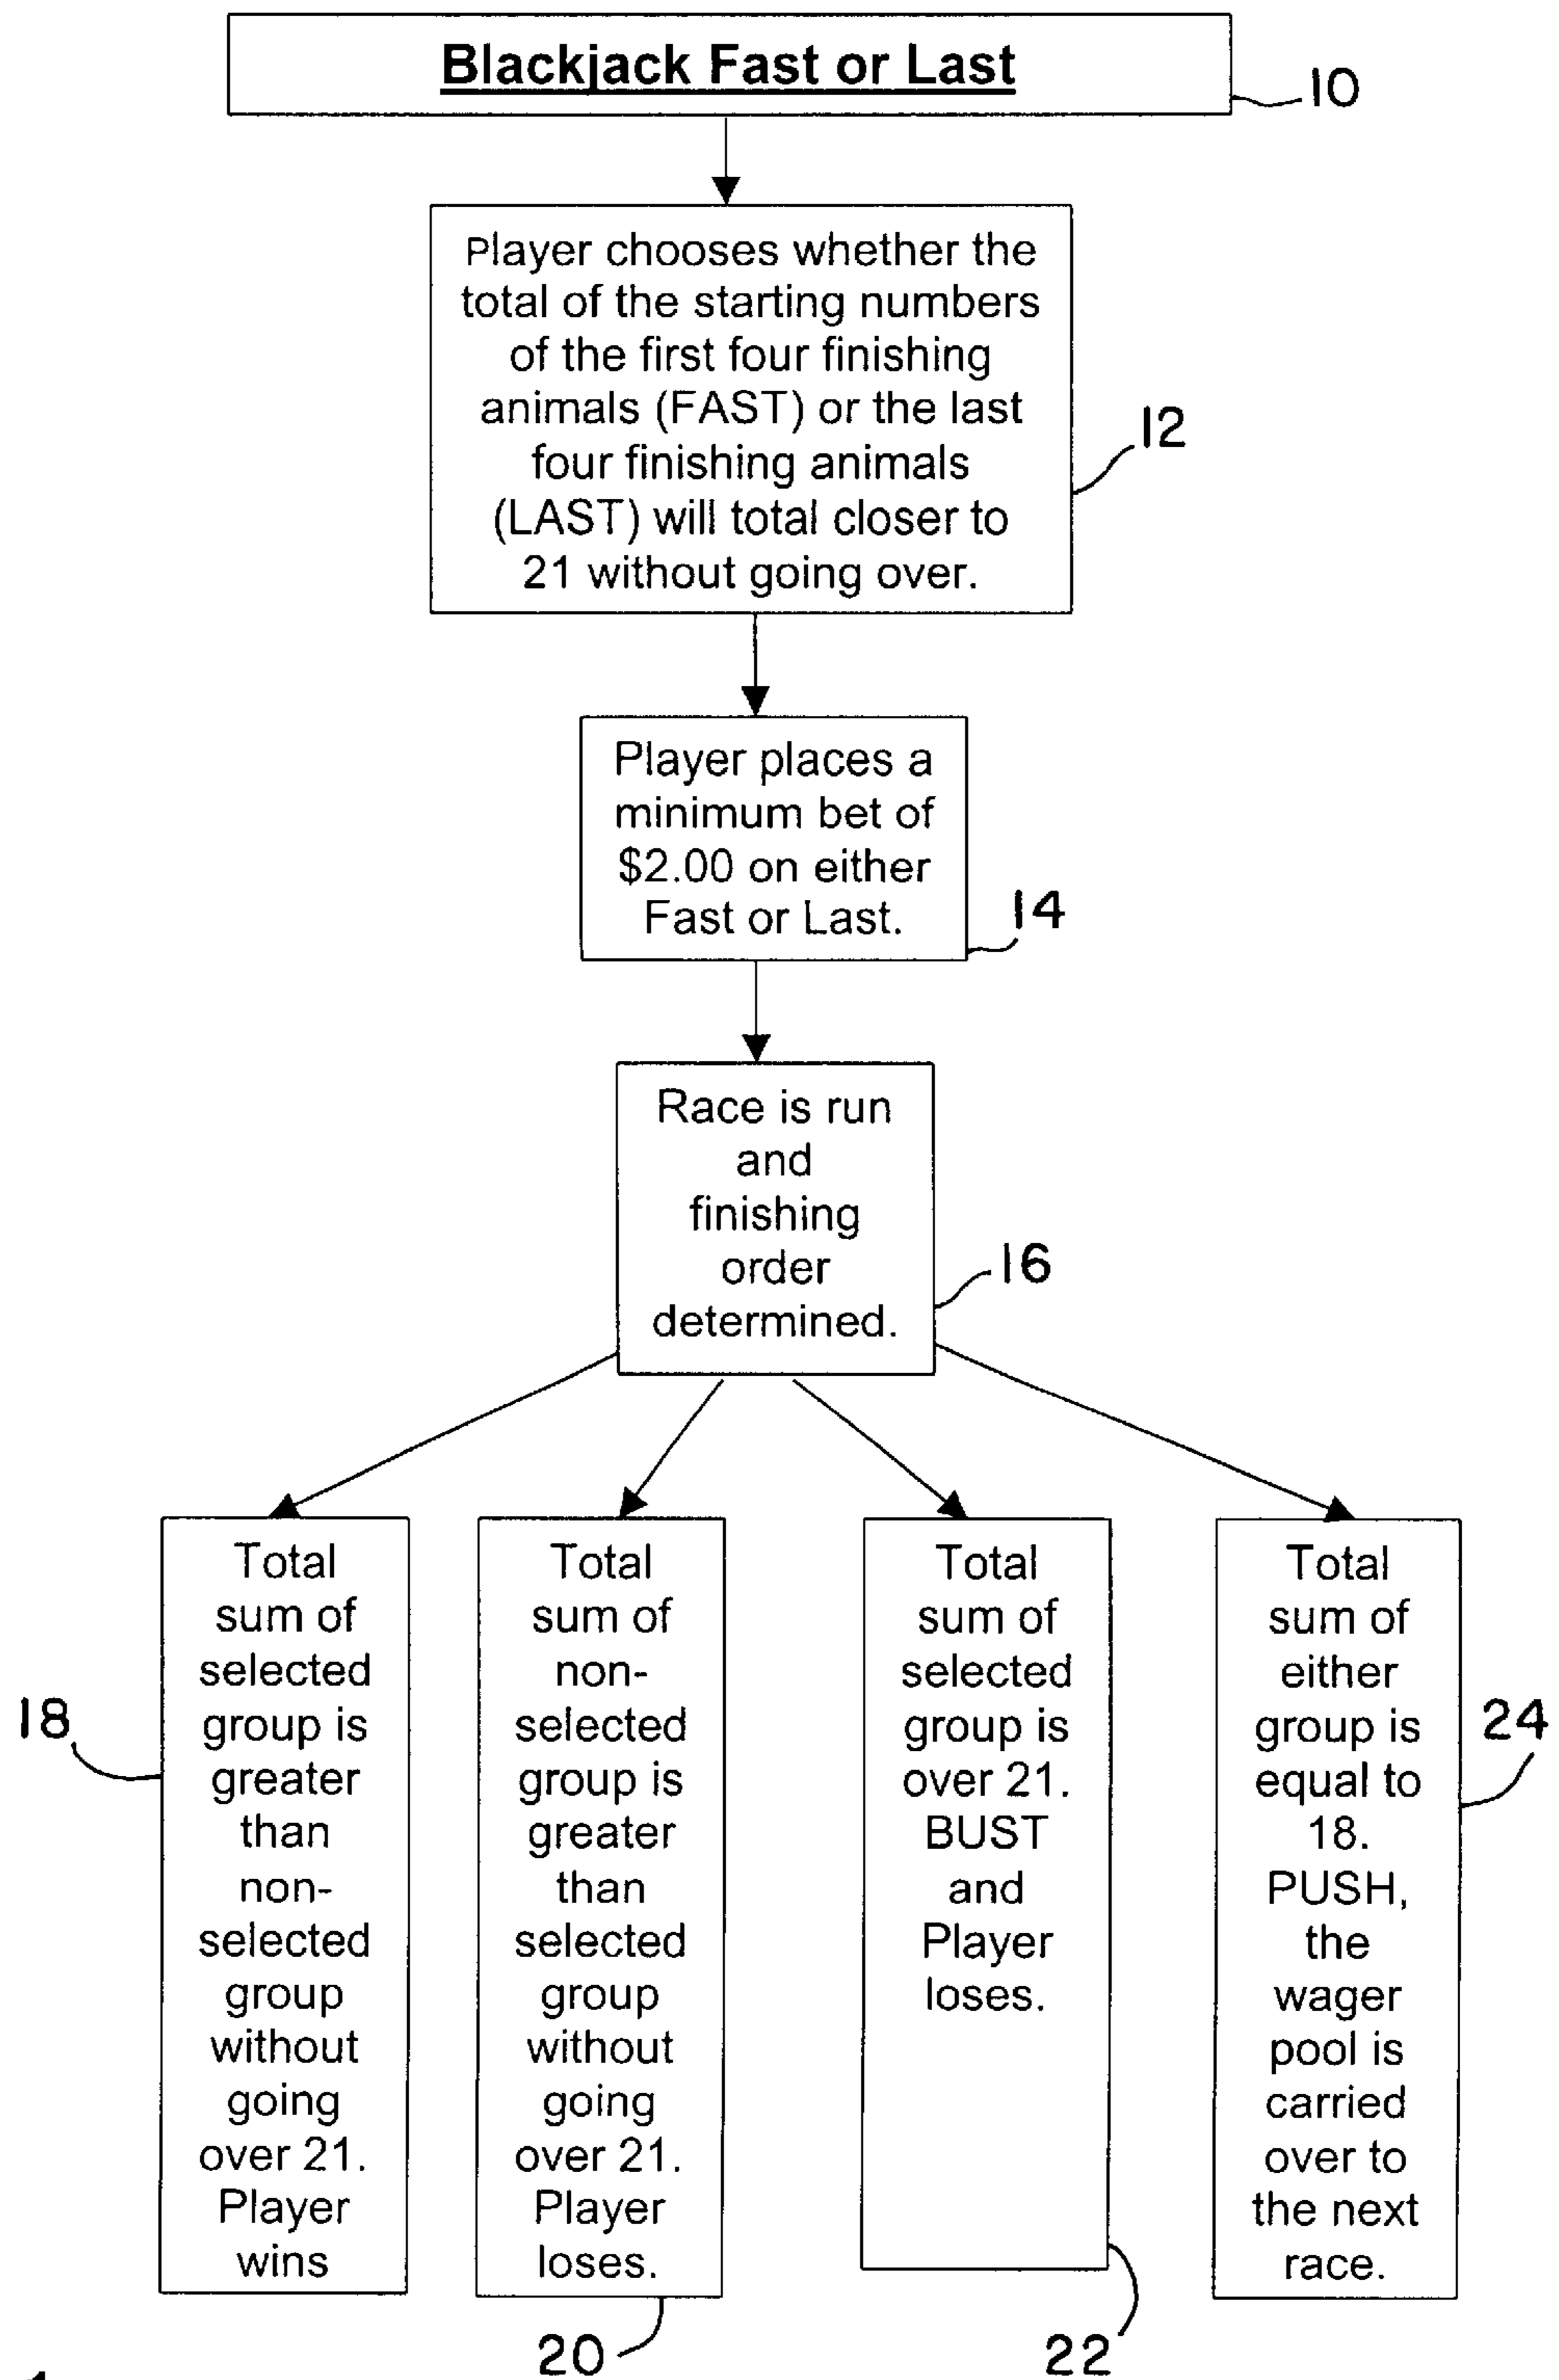 Blackjack Fast or Last
10
Player chooses whether the
total of the starting numbers
of the first four finishing
animals (FAST) or the last
four finishing animals
(LAST) will total closer to
21 without going over.
12
Player places a
minimum bet of
$2.00 on either
Fast or Last.
14
Race is run
and
finishing
order
determined.
16
Total
sum of
selected
group is
greater
than
non-
selected
group
without
going
over 21.
Player
wins
18
Total
sum of
non-
selected
group is
greater
than
selected
group
without
going
over 21.
Player
loses.
20
Total
sum of
selected
group is
over 21.
BUST
and
Player
loses.
22
Total
sum of
either
group is
equal to
18.
PUSH,
the
wager
pool is
carried
over to
the next
race.
24